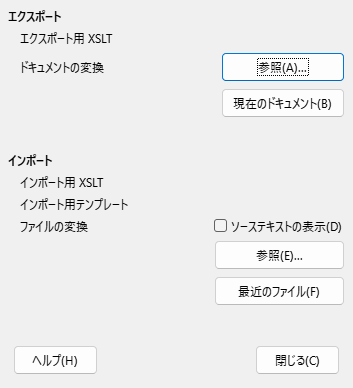 エクスポート
エクスポート用 XSLT
ドキュメントの変換
参照(A)...
現在のドキュメント(B)
インポート
インポート用 XSLT
インポート用テンプレート
ファイルの変換
ソーステキストの表示(D)
参照(E)...
最近のファイル(F)
ヘルプ(H)
閉じる(C)